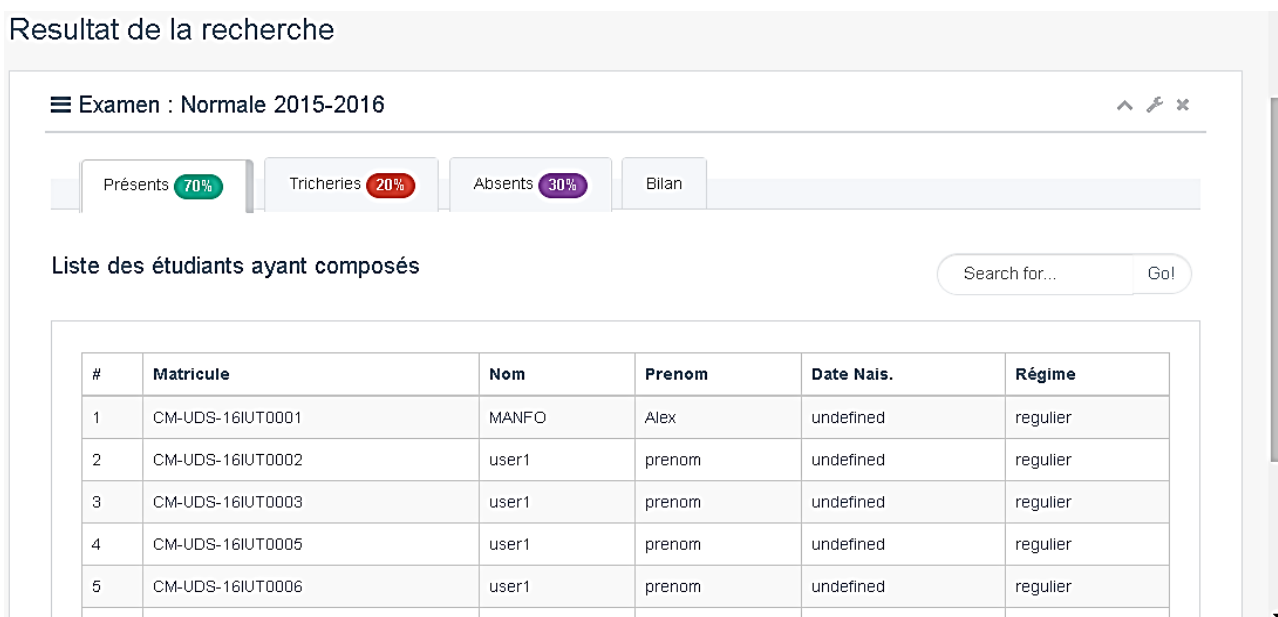 Resultat de la recherche
Examen : Normale 2015-2016
Présents 70% Tricheries 20% Absents 30% Bilan
Liste des étudiants ayant composés
Search for... Go!
# Matricule Nom Prenom Date Nais. Régime
1 CM-UDS-16IUT0001 MANFO Alex undefined regulier
2 CM-UDS-16IUT0002 user1 prenom undefined regulier
3 CM-UDS-16IUT0003 user1 prenom undefined regulier
4 CM-UDS-16IUT0005 user1 prenom undefined regulier
5 CM-UDS-16IUT0006 user1 prenom undefined regulier